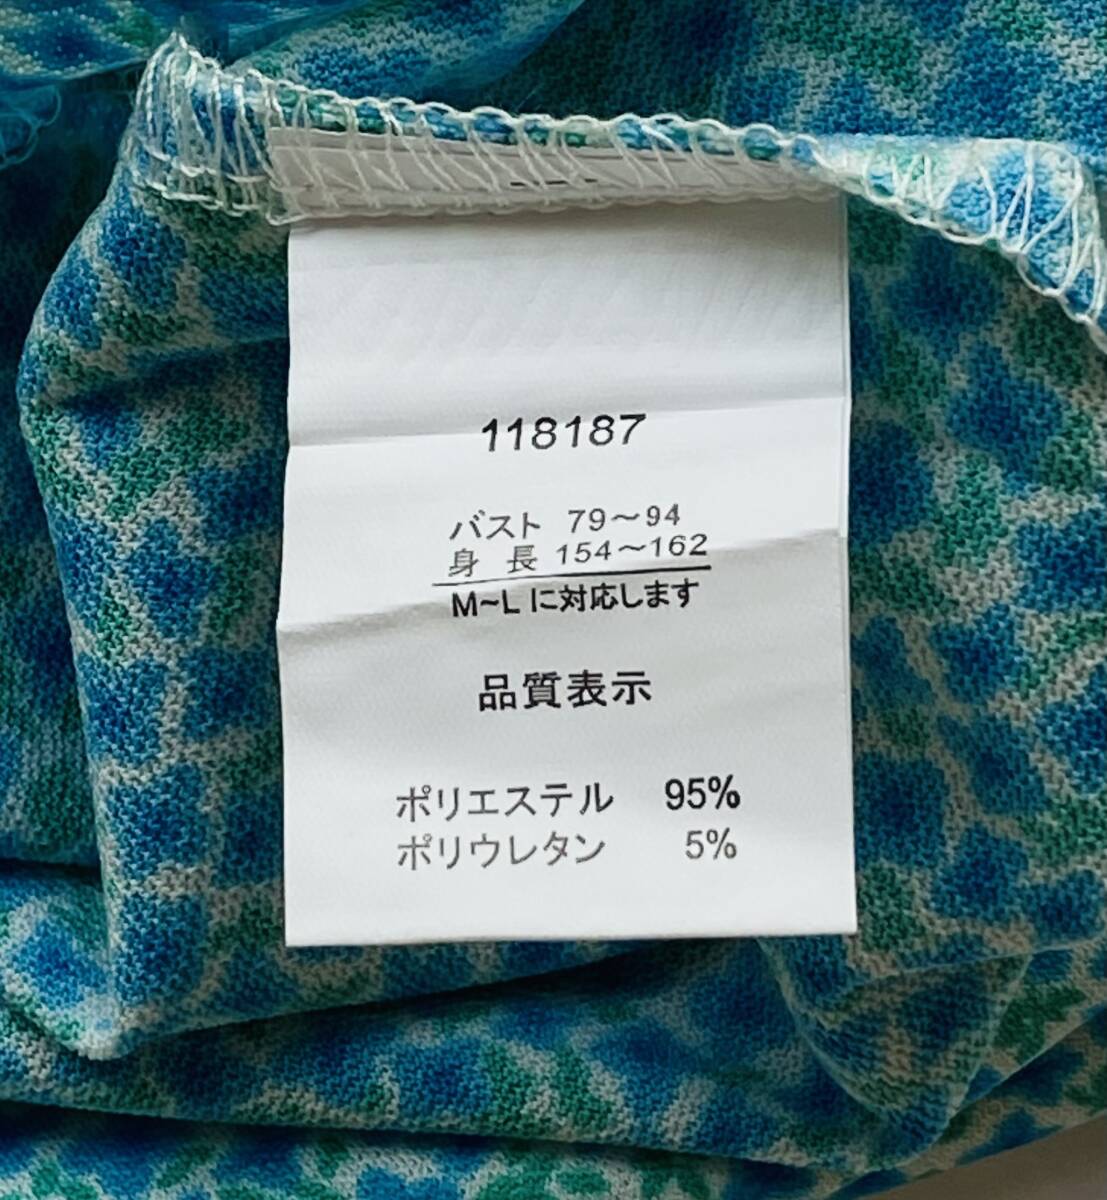 118187
バスト 79～94
身 長 154～162
M~Lに対応します
品質表示
ポリエステル 95%
ポリウレタン 5%